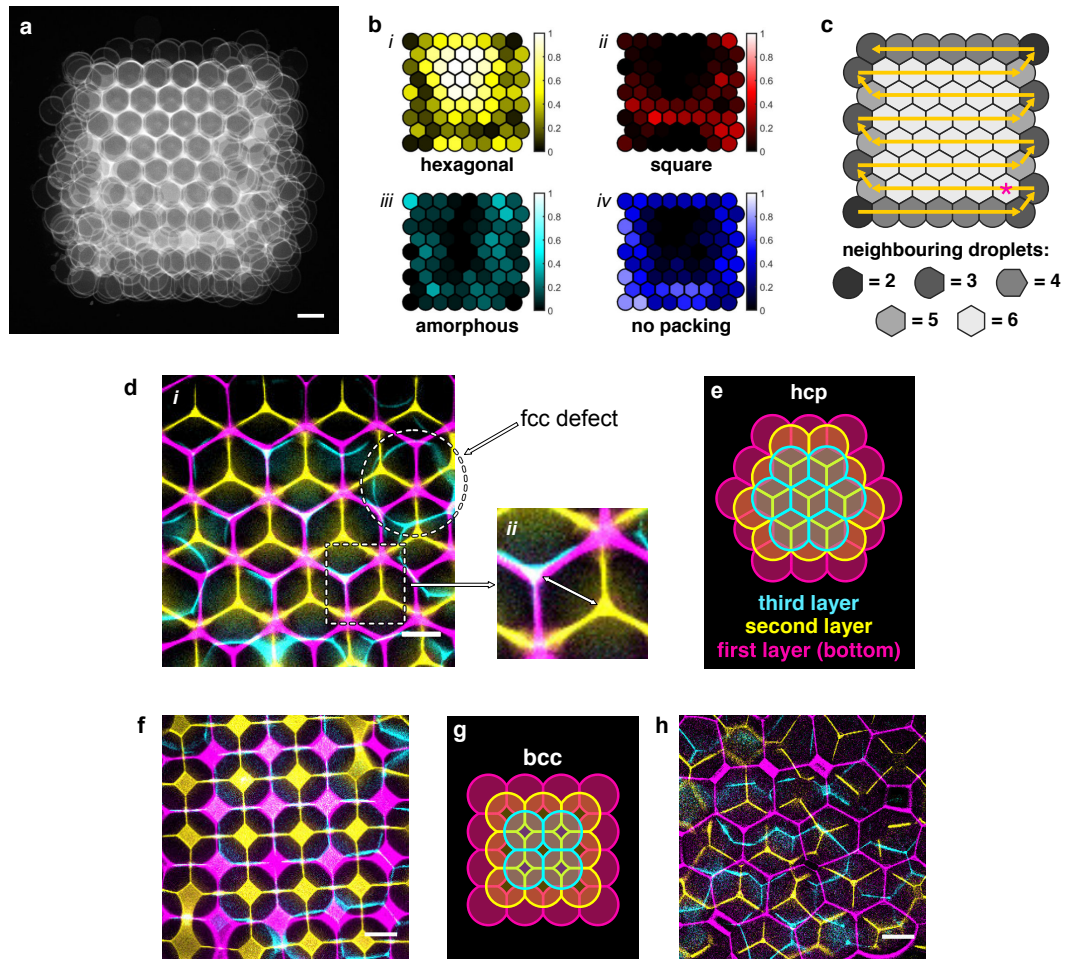 a
b
i
1
0.8
0.6
0.4
0.2
0
hexagonal
ii
1
0.8
0.6
0.4
0.2
0
square
iii
1
0.8
0.6
0.4
0.2
0
amorphous
iv
1
0.8
0.6
0.4
0.2
0
no packing
c
*
neighbouring droplets:
= 2 = 3 = 4
= 5 = 6
d
i
fcc defect
ii
e
hcp
third layer
second layer
first layer (bottom)
f
g
bcc
h